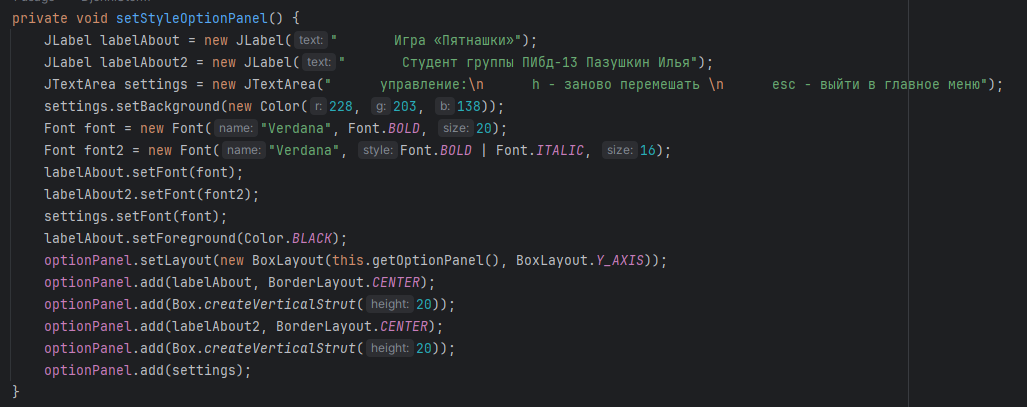 private void setStyleOptionPanel() {
    JLabel labelAbout = new JLabel( text: "       Игра «Пятнашки»");
    JLabel labelAbout2 = new JLabel( text: "       Студент группы ПИбд-13 Пазушкин Илья");
    JTextArea settings = new JTextArea("      управление:\n      h - заново перемешать \n      esc - выйти в главное меню");
    settings.setBackground(new Color( r: 228, g: 203, b: 138));
    Font font = new Font( name: "Verdana", Font.BOLD, size: 20);
    Font font2 = new Font( name: "Verdana", style: Font.BOLD | Font.ITALIC, size: 16);
    labelAbout.setFont(font);
    labelAbout2.setFont(font2);
    settings.setFont(font);
    labelAbout.setForeground(Color.BLACK);
    optionPanel.setLayout(new BoxLayout(this.getOptionPanel(), BoxLayout.Y_AXIS));
    optionPanel.add(labelAbout, BorderLayout.CENTER);
    optionPanel.add(Box.createVerticalStrut( height: 20));
    optionPanel.add(labelAbout2, BorderLayout.CENTER);
    optionPanel.add(Box.createVerticalStrut( height: 20));
    optionPanel.add(settings);
}